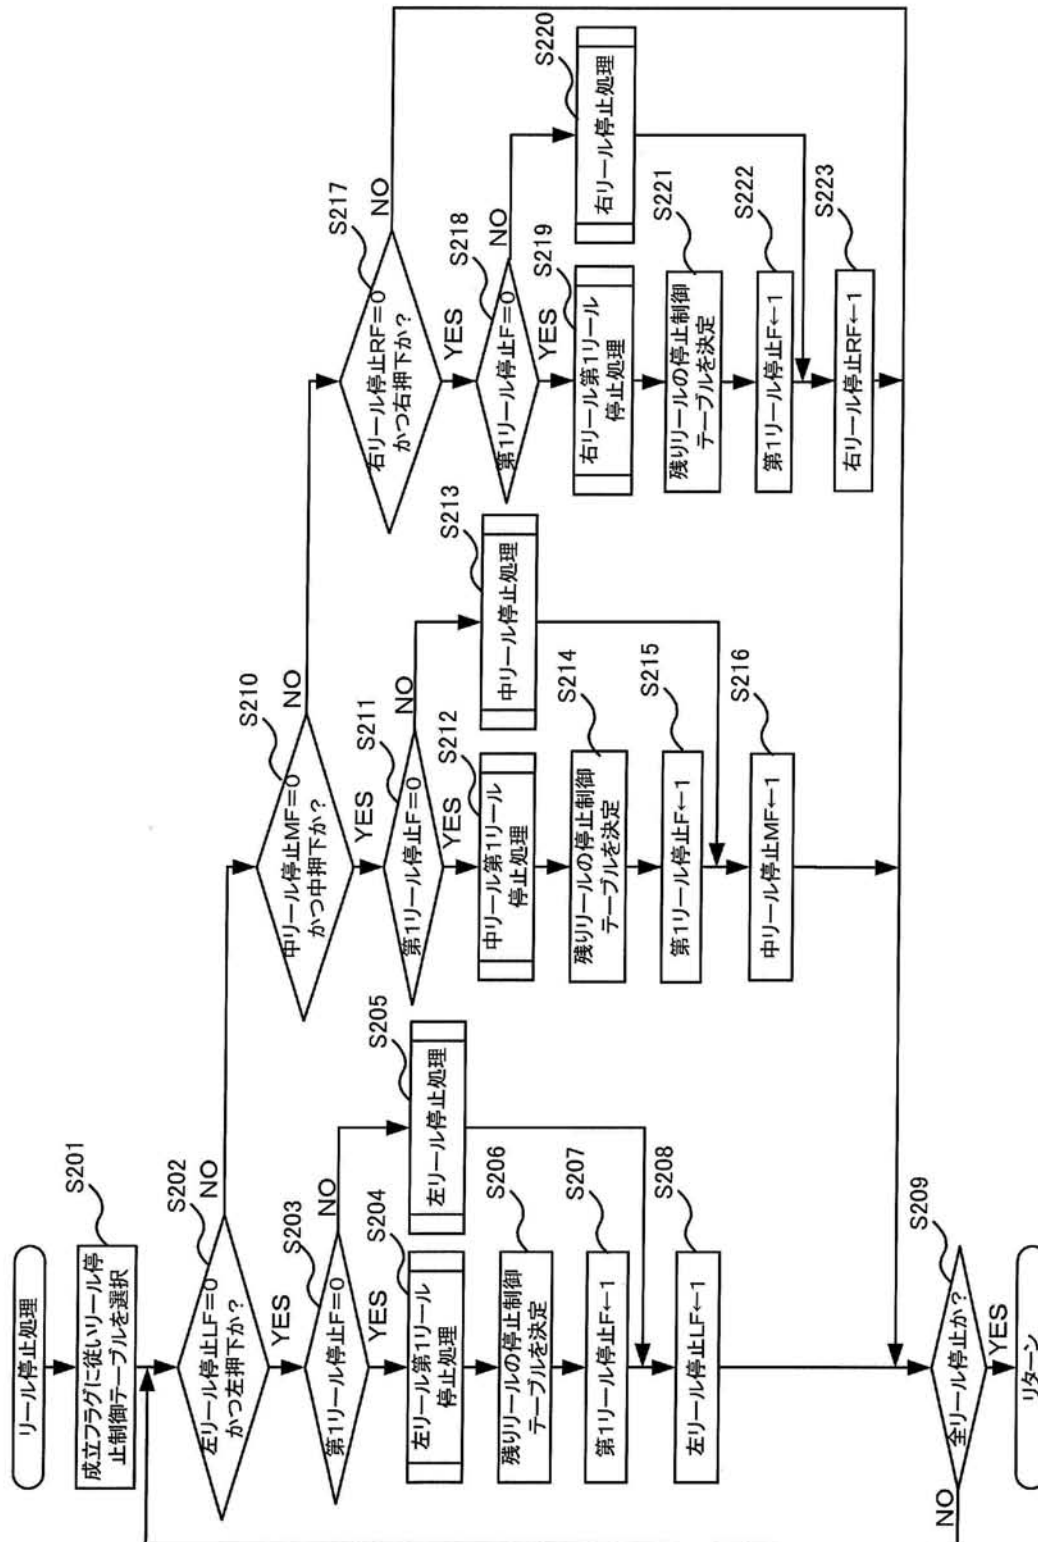 リール停止処理
S201
成立フラグに従いリール停
止制御テーブルを選択
S202
左リール停止LF=0
かつ左押下か?
NO
YES
S203
第1リール停止F=0
NO
YES
S204
左リール第1リール
停止処理
S205
左リール停止処理
S206
残りリールの停止制御
テーブルを決定
S207
第1リール停止F←1
S208
左リール停止LF←1
S209
全リール停止か?
NO
YES
リターン
S210
中リール停止MF=0
かつ中押下か?
NO
YES
S211
第1リール停止F=0
NO
YES
S212
中リール第1リール
停止処理
S213
中リール停止処理
S214
残りリールの停止制御
テーブルを決定
S215
第1リール停止F←1
S216
中リール停止MF←1
S217
右リール停止RF=0
かつ右押下か?
NO
YES
S218
第1リール停止F=0
NO
YES
S219
右リール第1リール
停止処理
S220
右リール停止処理
S221
残りリールの停止制御
テーブルを決定
S222
第1リール停止F←1
S223
右リール停止RF←1